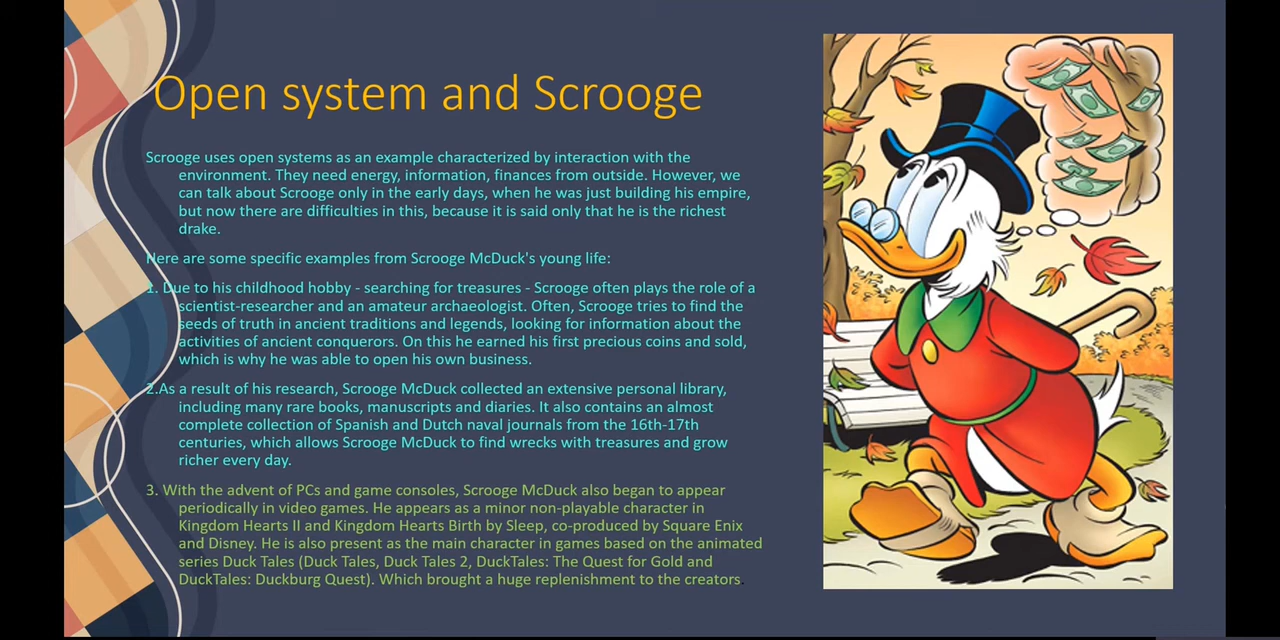 Open system and Scrooge
Scrooge uses open systems as an example characterized by interaction with the
environment. They need energy, information, finances from outside. However, we
can talk about Scrooge only in the early days, when he was just building his empire,
but now there are difficulties in this, because it is said only that he is the richest
drake.
Here are some specific examples from Scrooge McDuck's young life:
1. Due to his childhood hobby - searching for treasures - Scrooge often plays the role of a
scientist-researcher and an amateur archaeologist. Often, Scrooge tries to find the
seeds of truth in ancient traditions and legends, looking for information about the
activities of ancient conquerors. On this he earned his first precious coins and sold,
which is why he was able to open his own business.
2.As a result of his research, Scrooge McDuck collected an extensive personal library,
including many rare books, manuscripts and diaries. It also contains an almost
complete collection of Spanish and Dutch naval journals from the 16th-17th
centuries, which allows Scrooge McDuck to find wrecks with treasures and grow
richer every day.
3. With the advent of PCs and game consoles, Scrooge McDuck also began to appear
periodically in video games. He appears as a minor non-playable character in
Kingdom Hearts II and Kingdom Hearts Birth by Sleep, co-produced by Square Enix
and Disney. He is also present as the main character in games based on the animated
series Duck Tales (Duck Tales, Duck Tales 2, DuckTales: The Quest for Gold and
DuckTales: Duckburg Quest). Which brought a huge replenishment to the creators.